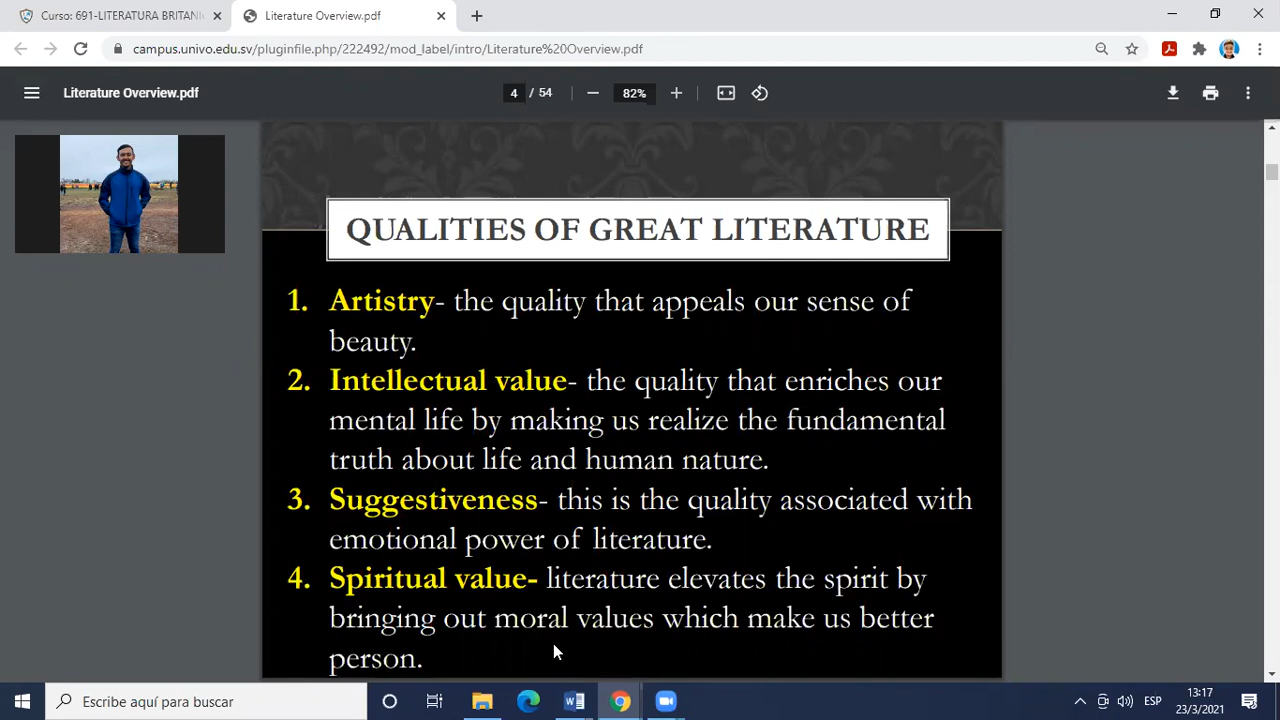 Curso: 691-LITERATURA BRITANI
Literature Overview.pdf
campus.univo.edu.sv/pluginfile.php/222492/mod_label/intro/Literature%20Overview.pdf
Literature Overview.pdf
4 / 54
82%
QUALITIES OF GREAT LITERATURE
1. Artistry- the quality that appeals our sense of
beauty.
2. Intellectual value- the quality that enriches our
mental life by making us realize the fundamental
truth about life and human nature.
3. Suggestiveness- this is the quality associated with
emotional power of literature.
4. Spiritual value- literature elevates the spirit by
bringing out moral values which make us better
person.
Escribe aquí para buscar
ESP
13:17
23/3/2021